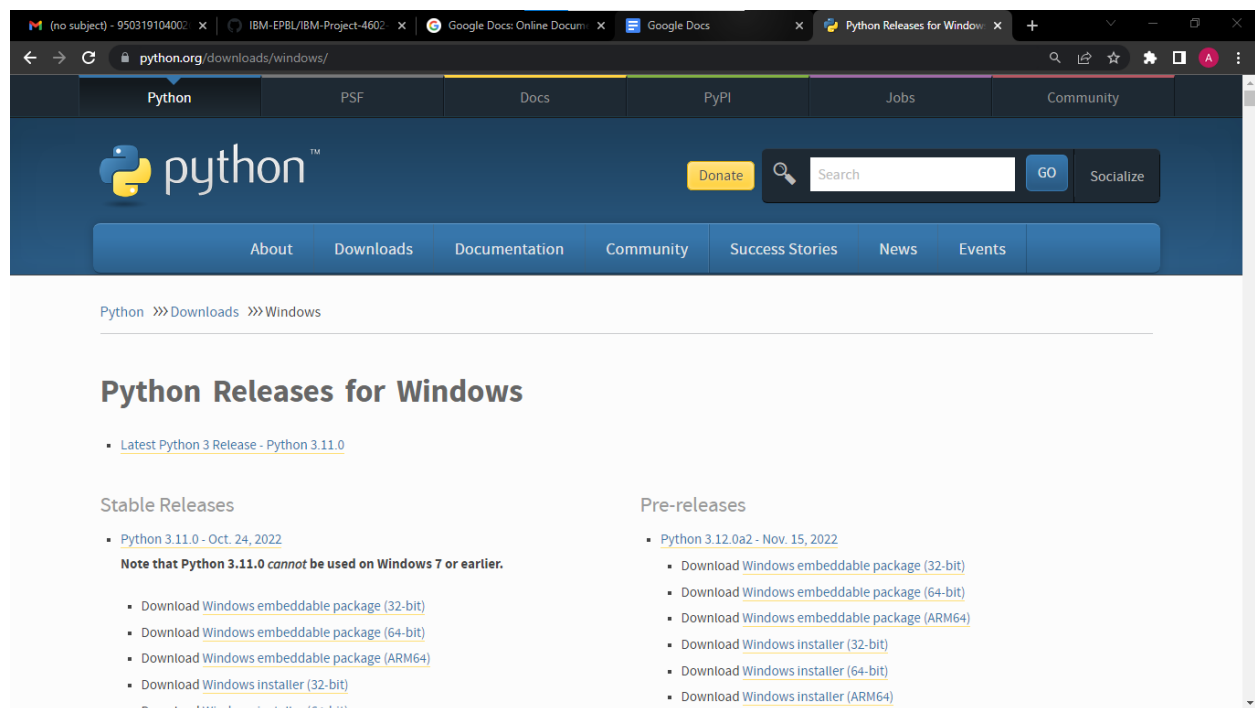 (no subject) - 95031910400
IBM-EPBL/IBM-Project-4602-
Google Docs: Online Docum
Google Docs
Python Releases for Window
python.org/downloads/windows/
A
Python
PSF
Docs
PyPI
Jobs
Community
python™
Donate
Search
GO
Socialize
About
Downloads
Documentation
Community
Success Stories
News
Events
Python >>> Downloads >>> Windows
Python Releases for Windows
Latest Python 3 Release - Python 3.11.0
Stable Releases
Python 3.11.0 - Oct. 24, 2022
Note that Python 3.11.0 cannot be used on Windows 7 or earlier.
Download Windows embeddable package (32-bit)
Download Windows embeddable package (64-bit)
Download Windows embeddable package (ARM64)
Download Windows installer (32-bit)
Pre-releases
Python 3.12.0a2 - Nov. 15, 2022
Download Windows embeddable package (32-bit)
Download Windows embeddable package (64-bit)
Download Windows embeddable package (ARM64)
Download Windows installer (32-bit)
Download Windows installer (64-bit)
Download Windows installer (ARM64)